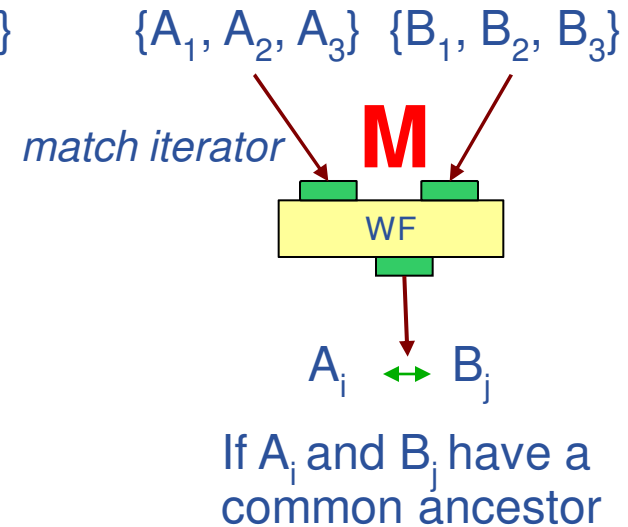 } {A₁, A₂, A₃} {B₁, B₂, B₃}
match iterator M
WF
Aᵢ ↔ Bⱼ
If Aᵢ and Bⱼ have a
common ancestor